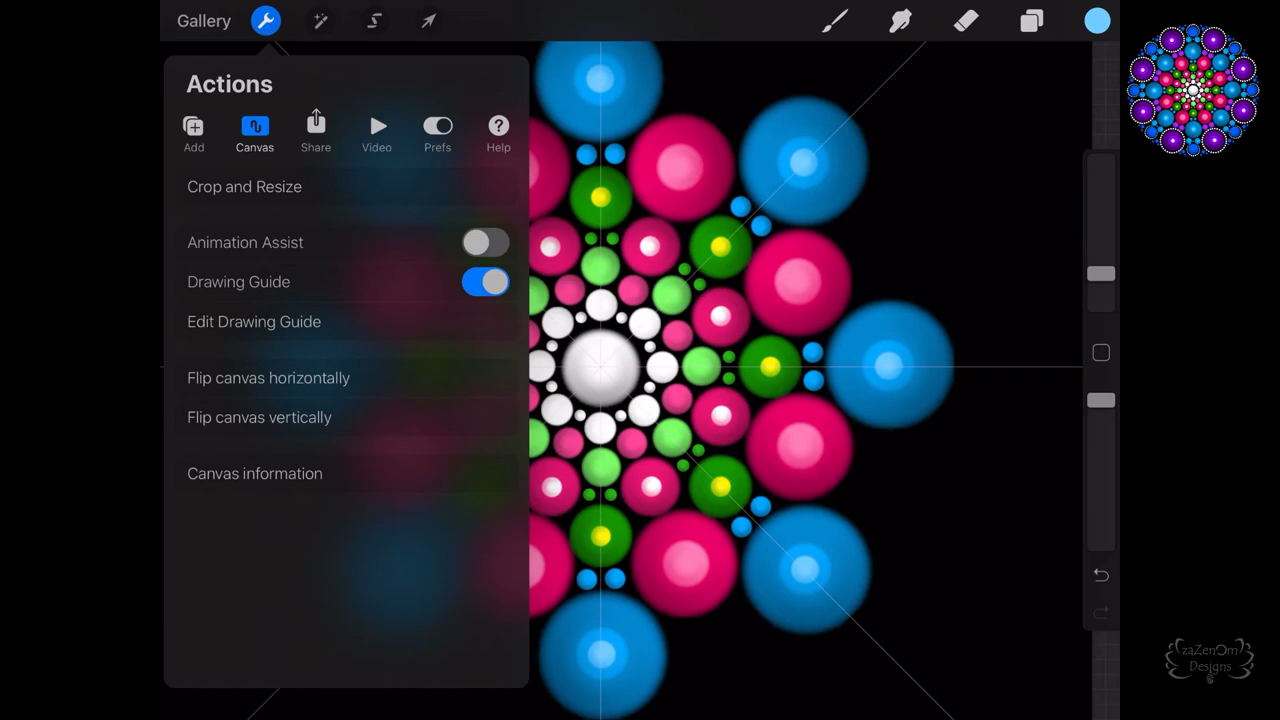 Gallery
Actions
Add
Canvas
Share
Video
Prefs
Help
Crop and Resize
Animation Assist
Drawing Guide
Edit Drawing Guide
Flip canvas horizontally
Flip canvas vertically
Canvas information
zaZenOm
Designs